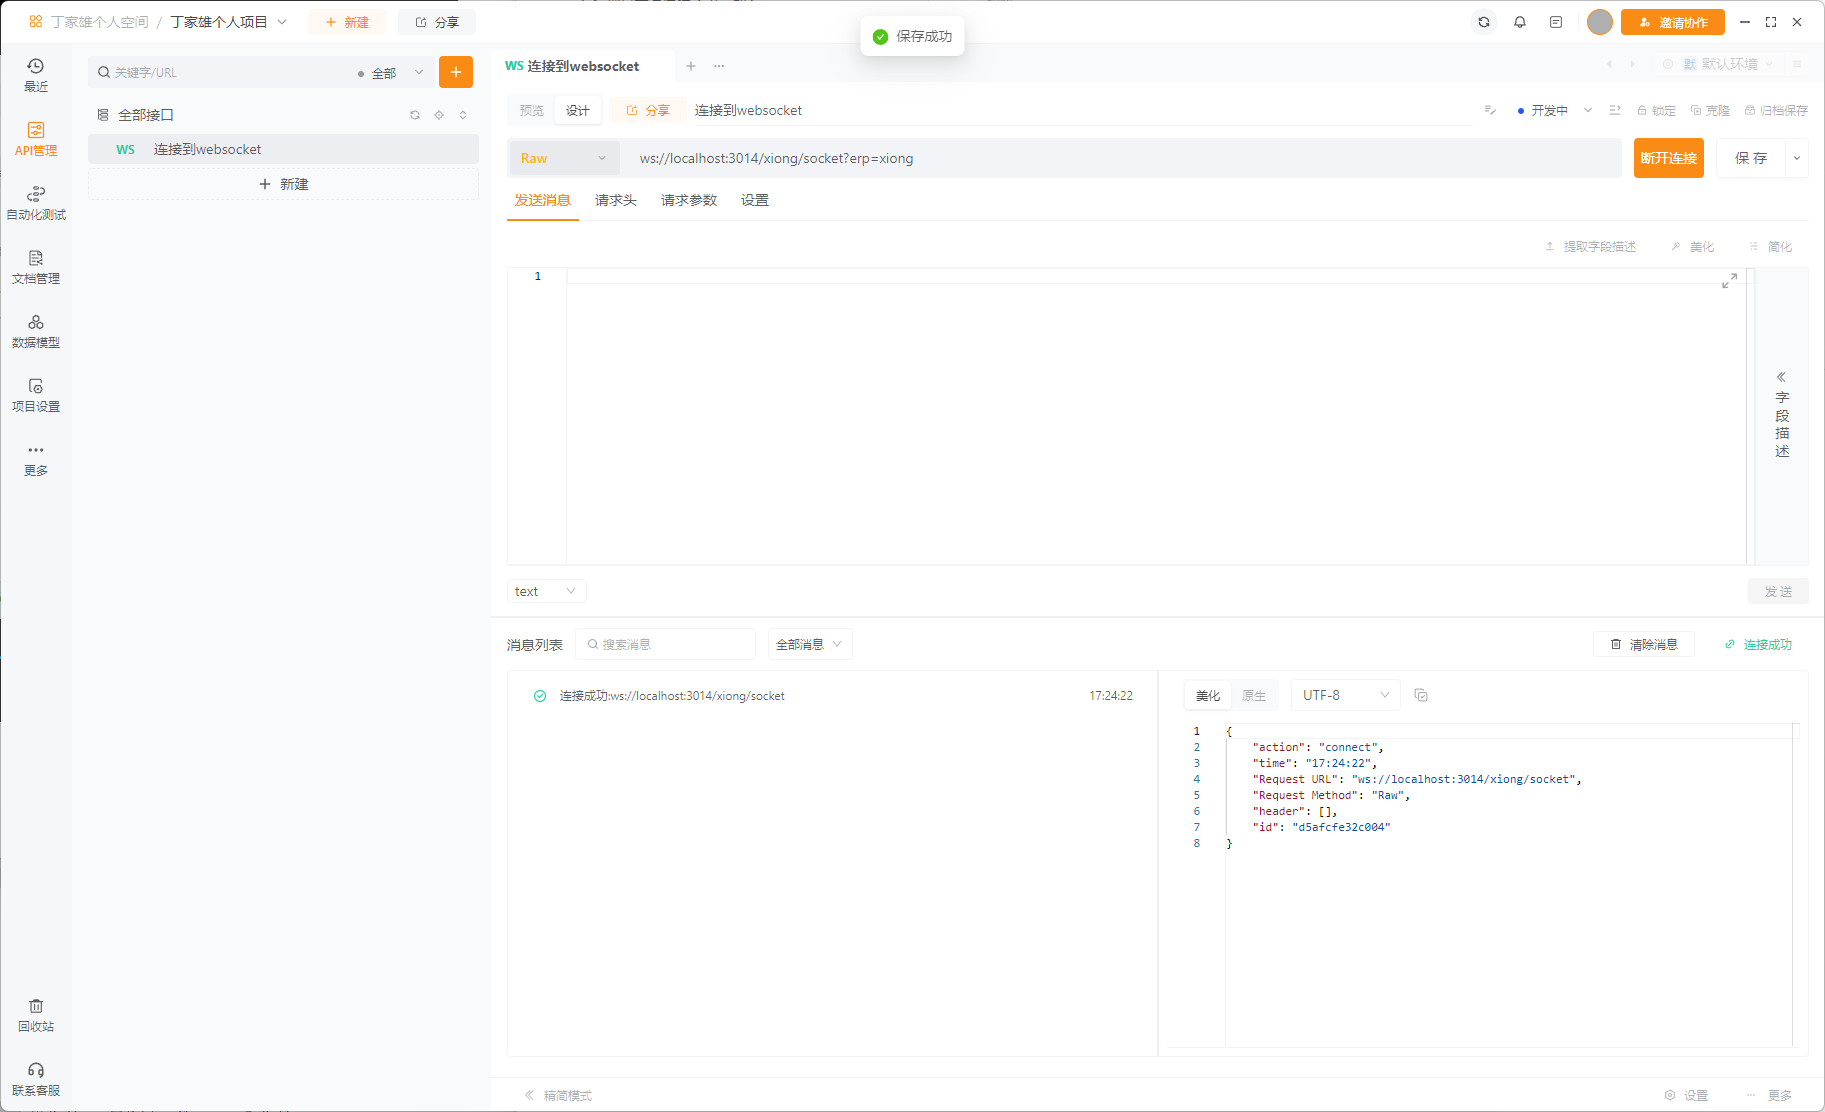 丁家雄个人空间 / 丁家雄个人项目
新建
分享
保存成功
邀请协作
最近
API管理
自动化测试
文档管理
数据模型
项目设置
更多
回收站
联系客服
关键字/URL
全部
全部接口
WS 连接到websocket
新建
WS 连接到websocket
默 默认环境
预览 设计 分享 连接到websocket
开发中 锁定 克隆 归档保存
Raw ws://localhost:3014/xiong/socket?erp=xiong
断开连接 保 存
发送消息 请求头 请求参数 设置
提取字段描述 美化 简化
1
字段描述
text
发 送
消息列表 搜索消息 全部消息
清除消息 连接成功
连接成功:ws://localhost:3014/xiong/socket 17:24:22
美化 原生 UTF-8
1 {
2 "action": "connect",
3 "time": "17:24:22",
4 "Request URL": "ws://localhost:3014/xiong/socket",
5 "Request Method": "Raw",
6 "header": [],
7 "id": "d5afcfe32c004"
8 }
精简模式
设置 更多